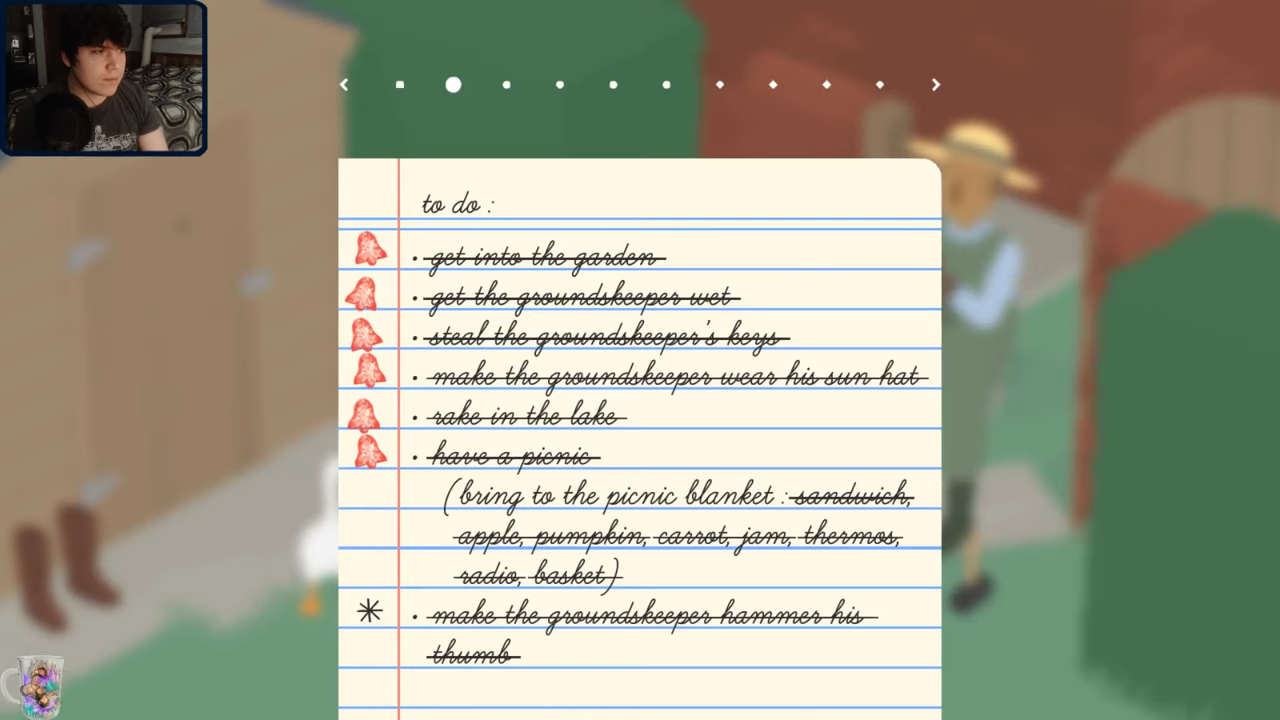 to do :
• get into the garden
• get the groundskeeper wet
• steal the groundskeeper's keys
• make the groundskeeper wear his sun hat
• rake in the lake
• have a picnic
(bring to the picnic blanket : sandwich,
apple, pumpkin, carrot, jam, thermos,
radio, basket)
• make the groundskeeper hammer his
thumb